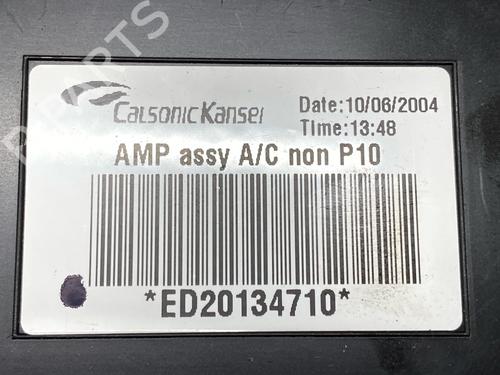 CalsonicKansei
Date:10/06/2004
Time:13:48
AMP assy A/C non P10
*ED20134710*